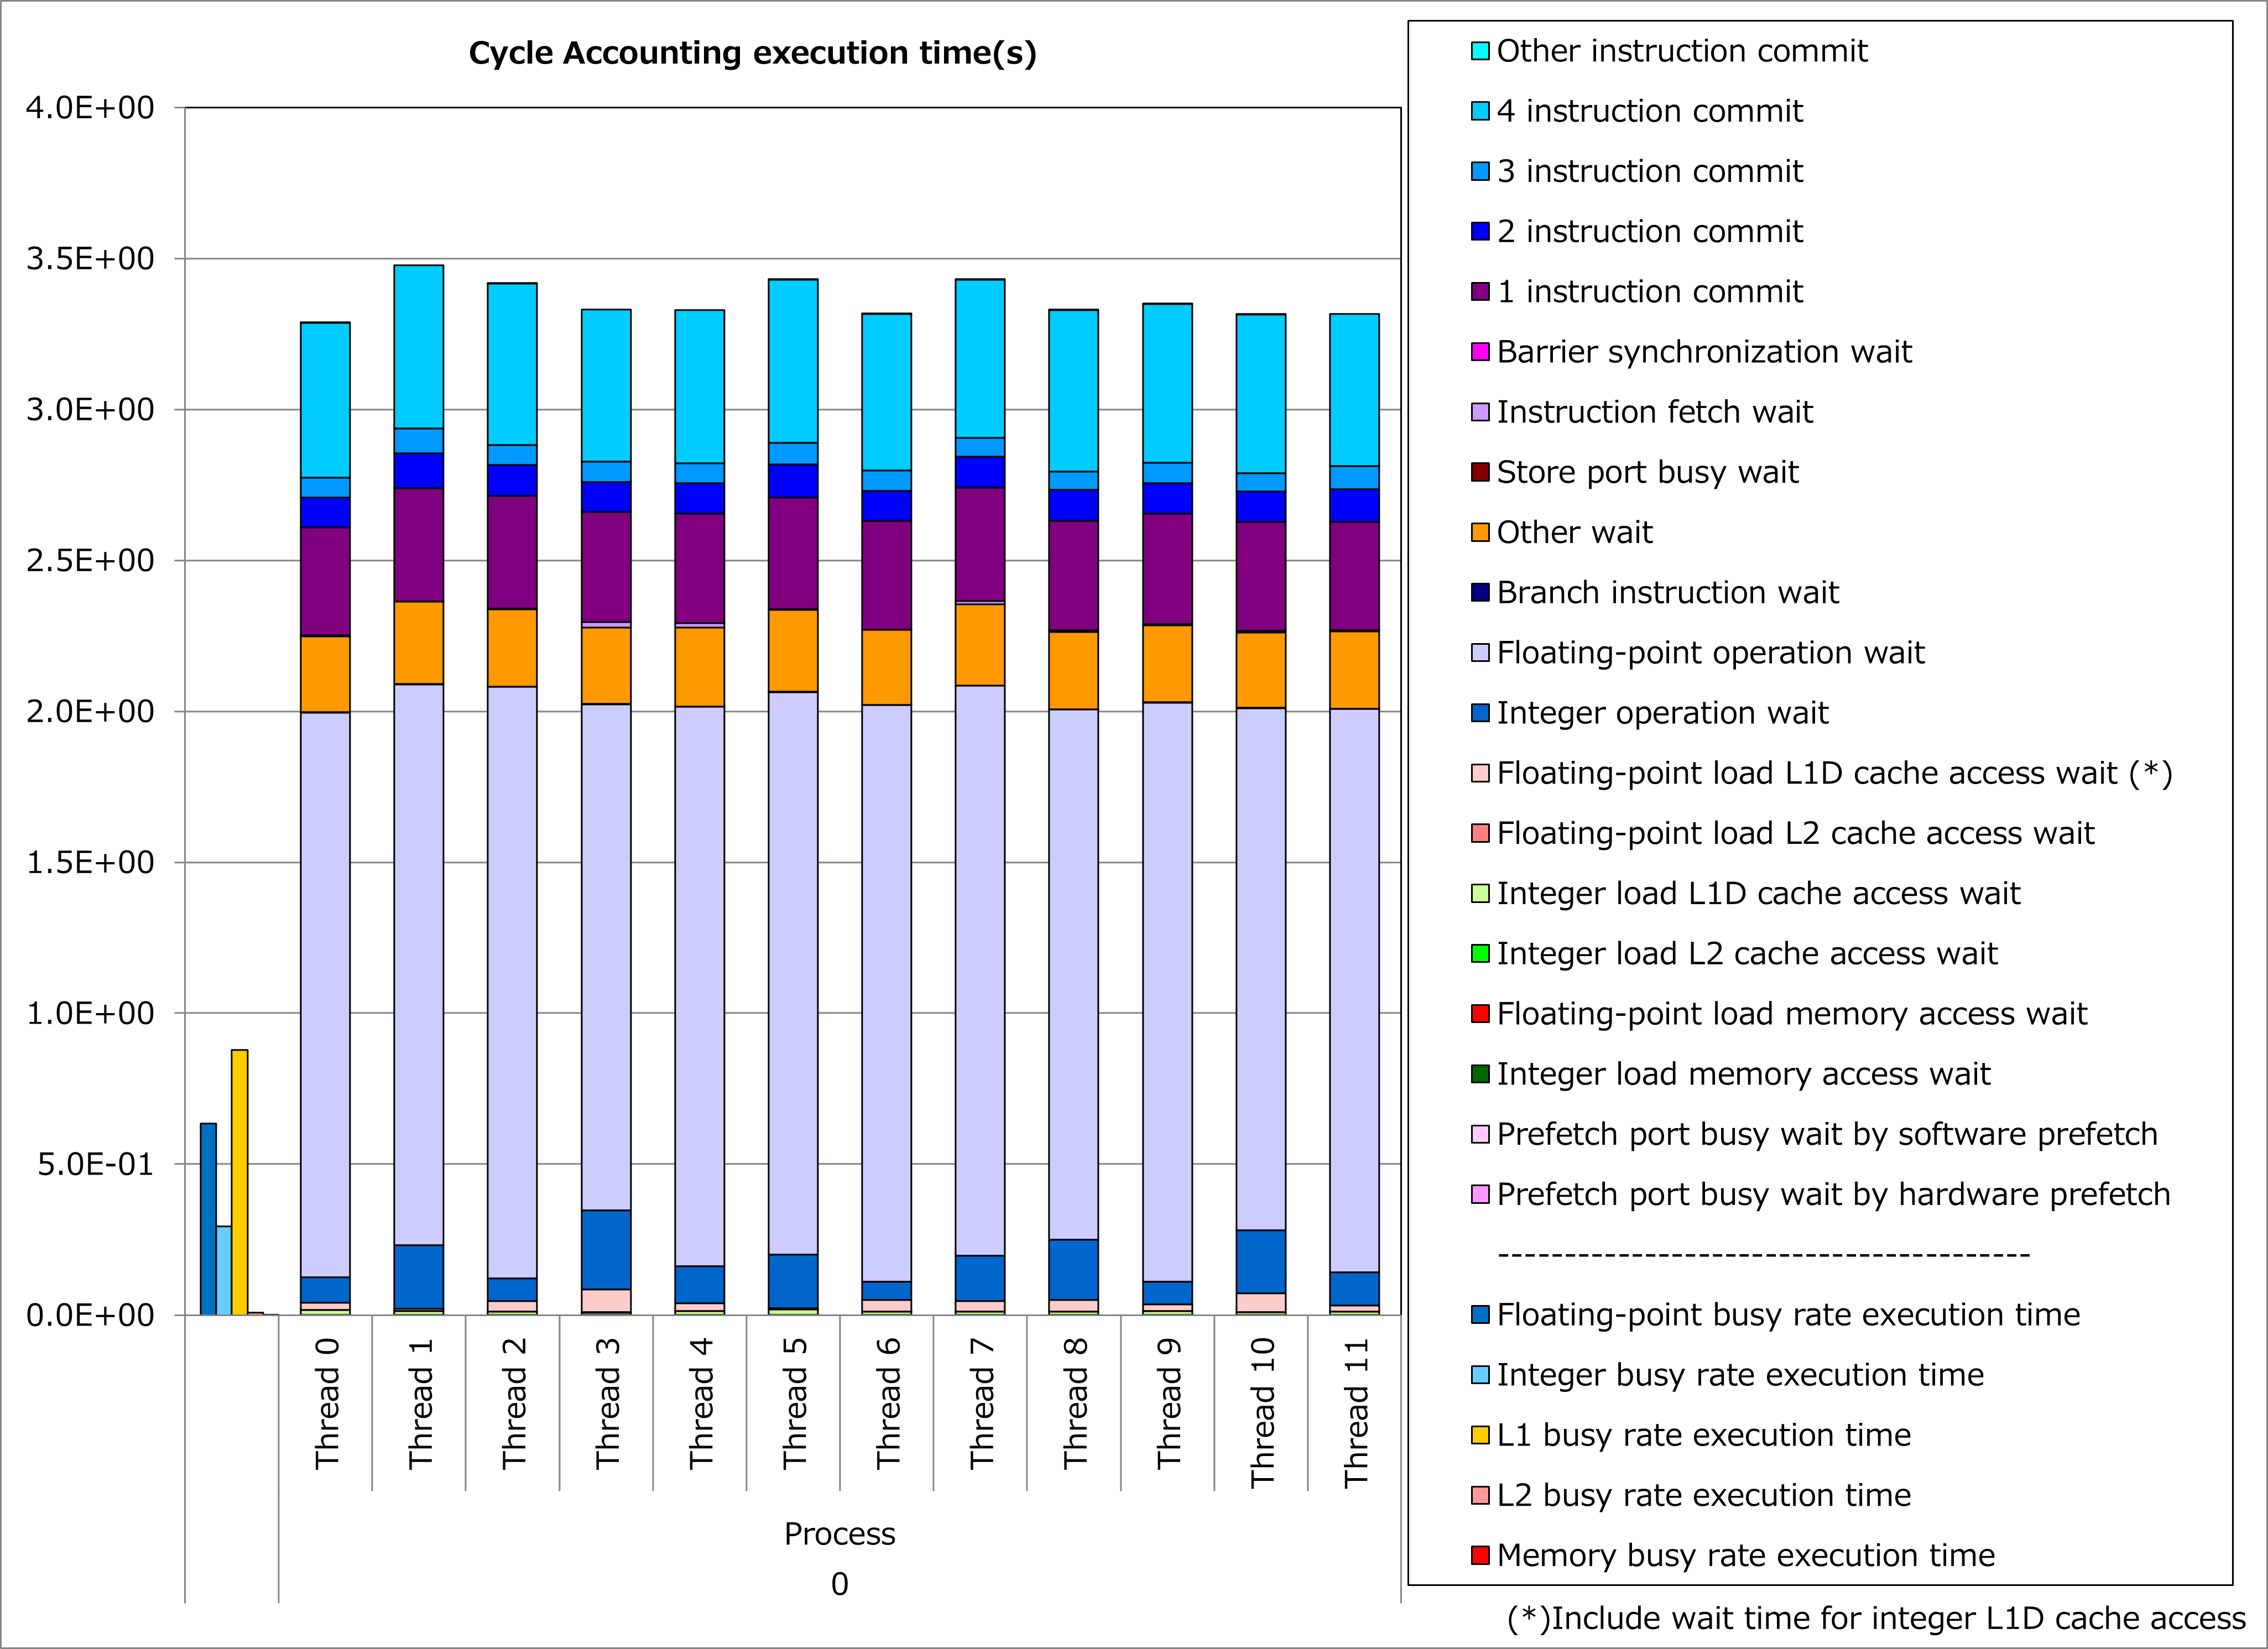 Cycle Accounting execution time(s)
4.0E+00
3.5E+00
3.0E+00
2.5E+00
2.0E+00
1.5E+00
1.0E+00
5.0E-01
0.0E+00
Thread 0
Thread 1
Thread 2
Thread 3
Thread 4
Thread 5
Thread 6
Thread 7
Thread 8
Thread 9
Thread 10
Thread 11
Process
0
Other instruction commit
4 instruction commit
3 instruction commit
2 instruction commit
1 instruction commit
Barrier synchronization wait
Instruction fetch wait
Store port busy wait
Other wait
Branch instruction wait
Floating-point operation wait
Integer operation wait
Floating-point load L1D cache access wait (*)
Floating-point load L2 cache access wait
Integer load L1D cache access wait
Integer load L2 cache access wait
Floating-point load memory access wait
Integer load memory access wait
Prefetch port busy wait by software prefetch
Prefetch port busy wait by hardware prefetch
----------------------------------------
Floating-point busy rate execution time
Integer busy rate execution time
L1 busy rate execution time
L2 busy rate execution time
Memory busy rate execution time
(*)Include wait time for integer L1D cache access